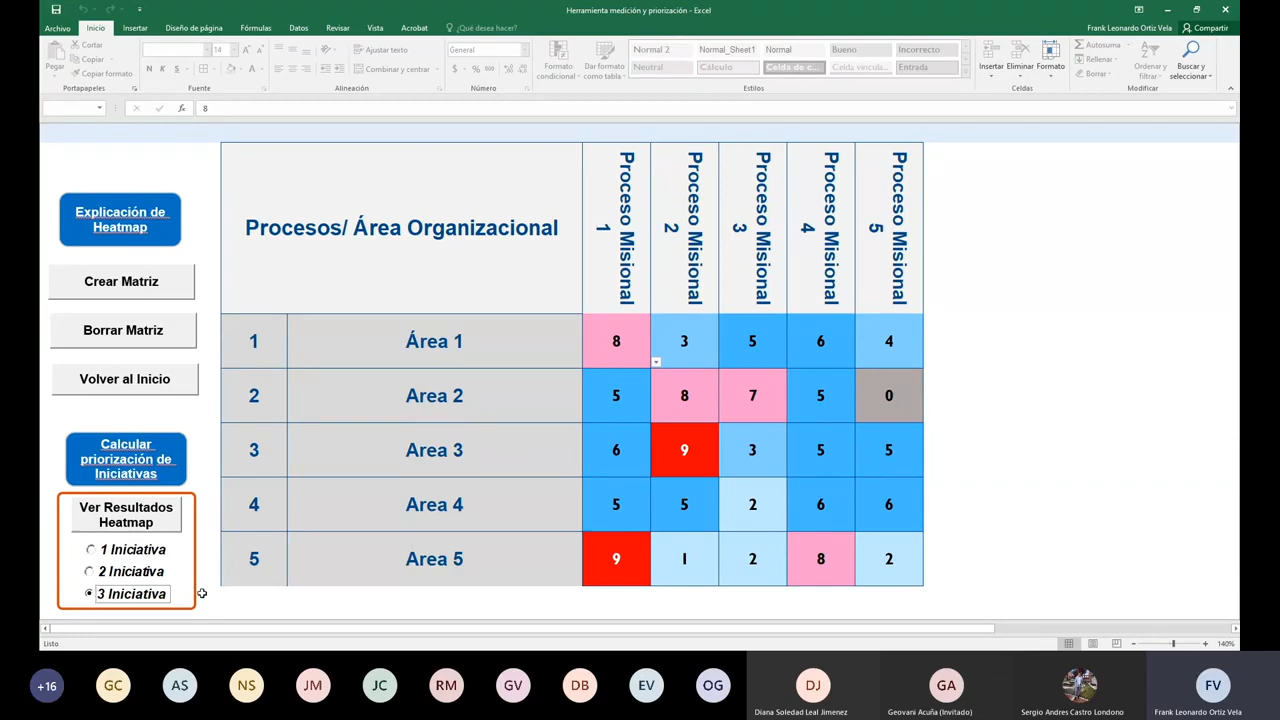 Herramienta medición y priorización - Excel
Archivo Inicio Insertar Diseño de página Fórmulas Datos Revisar Vista Acrobat ¿Qué desea hacer? Frank Leonardo Ortiz Vela Compartir
Pegar
Cortar
Copiar
Copiar formato
Portapapeles
14
N K S
Fuente
Ajustar texto
Combinar y centrar
Alineación
General
$ % 000
Número
Formato condicional
Dar formato como tabla
Normal 2 Normal_Sheet1 Normal Bueno Incorrecto
Neutral Cálculo Celda de c... Celda vincula... Entrada
Estilos
Insertar Eliminar Formato
Celdas
Autosuma
Rellenar
Borrar
Ordenar y filtrar
Buscar y seleccionar
Modificar
fx 8
Explicación de
Heatmap
Crear Matriz
Borrar Matriz
Volver al Inicio
Calcular
priorización de
Iniciativas
Ver Resultados
Heatmap
1 Iniciativa
2 Iniciativa
3 Iniciativa
Procesos/ Área Organizacional
Proceso Misional 1
Proceso Misional 2
Proceso Misional 3
Proceso Misional 4
Proceso Misional 5
1 Área 1 8 3 5 6 4
2 Area 2 5 8 7 5 0
3 Area 3 6 9 3 5 5
4 Area 4 5 5 2 6 6
5 Area 5 9 1 2 8 2
Listo
140%
+16 GC AS NS JM JC RM GV DB EV OG DJ GA FV
Diana Soledad Leal Jimenez
Geovani Acuña (Invitado)
Sergio Andres Castro Londono
Frank Leonardo Ortiz Vela